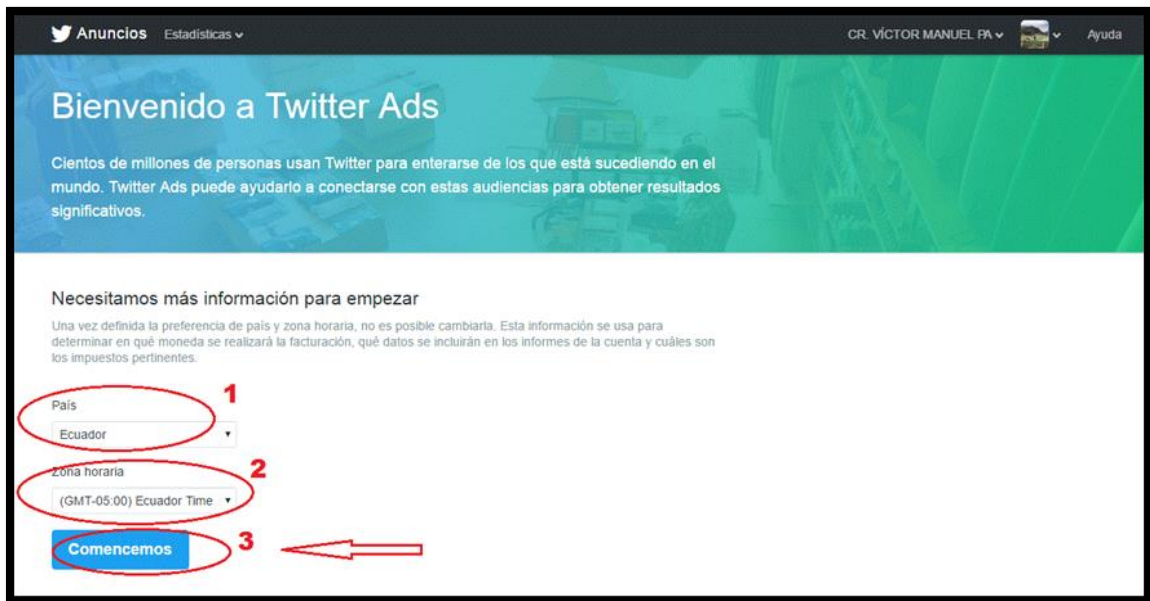 Anuncios Estadísticas CR. VÍCTOR MANUEL PA Ayuda
Bienvenido a Twitter Ads
Cientos de millones de personas usan Twitter para enterarse de los que está sucediendo en el
mundo. Twitter Ads puede ayudarlo a conectarse con estas audiencias para obtener resultados
significativos.
Necesitamos más información para empezar
Una vez definida la preferencia de país y zona horaria, no es posible cambiarla. Esta información se usa para
determinar en qué moneda se realizará la facturación, qué datos se incluirán en los informes de la cuenta y cuáles son
los impuestos pertinentes.
1
País
Ecuador
2
Zona horaria
(GMT-05:00) Ecuador Time
Comencemos 3